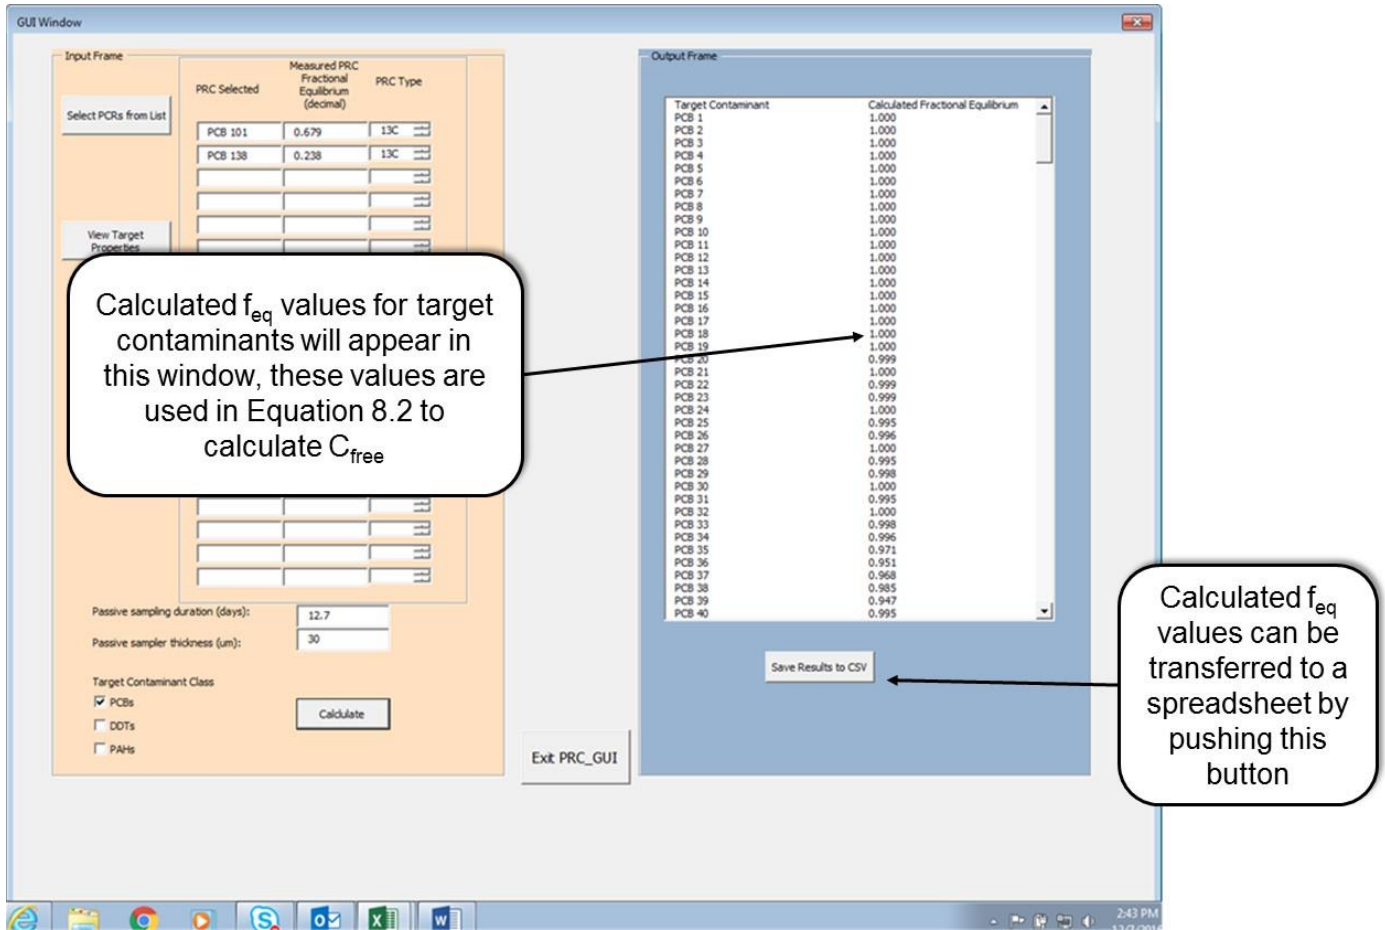 GUI Window
Input Frame
PRC Selected
Measured PRC
Fractional
Equilibrium
(decimal)
PRC Type
Select PCRs from List
PCB 101 0.679 13C
PCB 138 0.238 13C
View Target
Properties
Calculated feq values for target
contaminants will appear in
this window, these values are
used in Equation 8.2 to
calculate Cfree
Passive sampling duration (days): 12.7
Passive sampler thickness (um): 30
Target Contaminant Class
PCBs
DDTs
PAHs
Calculate
Exit PRC_GUI
Output Frame
Target Contaminant Calculated Fractional Equilibrium
PCB 1 1.000
PCB 2 1.000
PCB 3 1.000
PCB 4 1.000
PCB 5 1.000
PCB 6 1.000
PCB 7 1.000
PCB 8 1.000
PCB 9 1.000
PCB 10 1.000
PCB 11 1.000
PCB 12 1.000
PCB 13 1.000
PCB 14 1.000
PCB 15 1.000
PCB 16 1.000
PCB 17 1.000
PCB 18 1.000
PCB 19 1.000
PCB 20 0.999
PCB 21 1.000
PCB 22 0.999
PCB 23 0.999
PCB 24 1.000
PCB 25 0.995
PCB 26 0.996
PCB 27 1.000
PCB 28 0.995
PCB 29 0.998
PCB 30 1.000
PCB 31 0.995
PCB 32 1.000
PCB 33 0.998
PCB 34 0.996
PCB 35 0.971
PCB 36 0.951
PCB 37 0.968
PCB 38 0.985
PCB 39 0.947
PCB 40 0.995
Save Results to CSV
Calculated feq
values can be
transferred to a
spreadsheet by
pushing this
button
2:43 PM